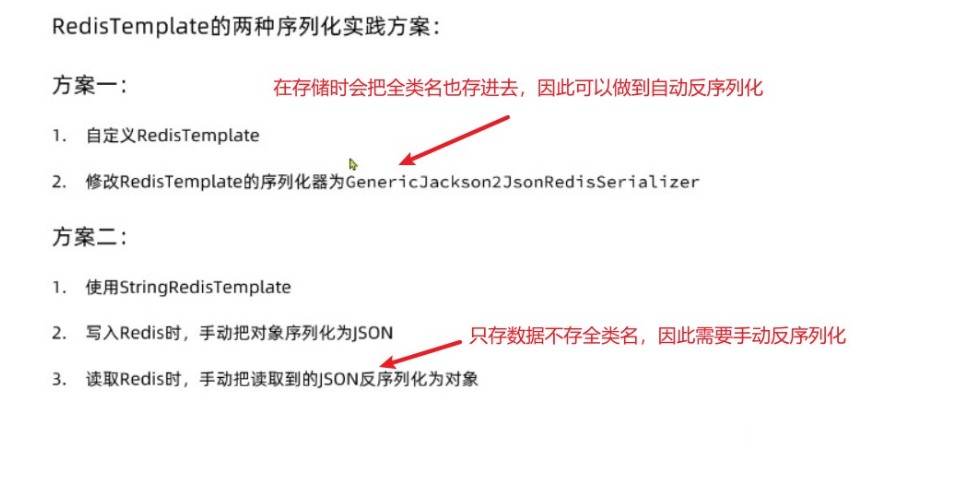 RedisTemplate的两种序列化实践方案：
方案一：
在存储时会把全类名也存进去，因此可以做到自动反序列化
1. 自定义RedisTemplate
2. 修改RedisTemplate的序列化器为GenericJackson2JsonRedisSerializer
方案二：
1. 使用StringRedisTemplate
2. 写入Redis时，手动把对象序列化为JSON
只存数据不存全类名，因此需要手动反序列化
3. 读取Redis时，手动把读取到的JSON反序列化为对象